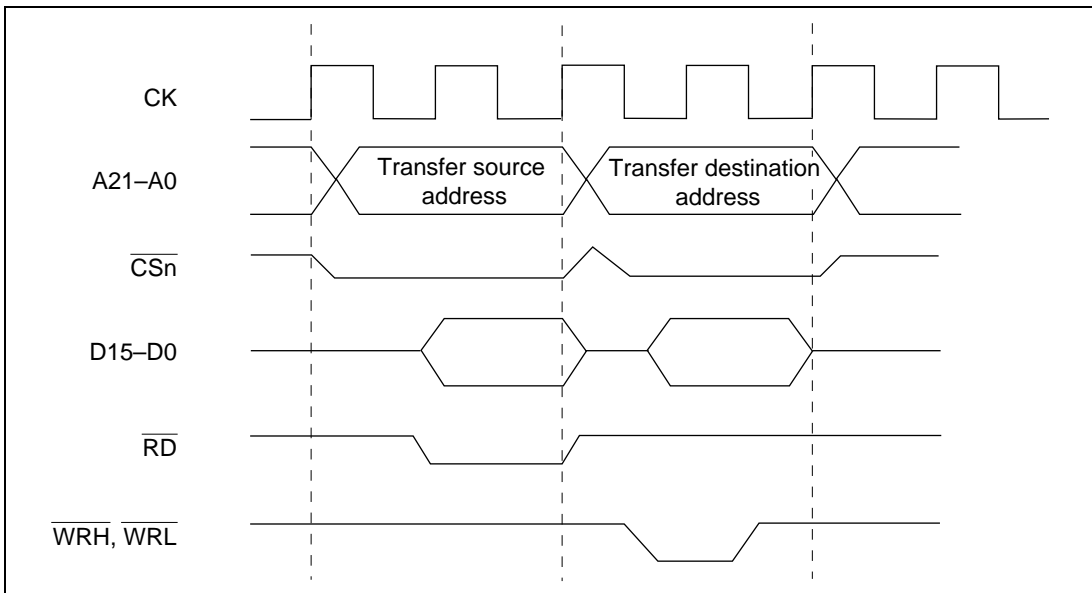 CK
A21–A0
Transfer source
address
Transfer destination
address
CSn
D15–D0
RD
WRH, WRL